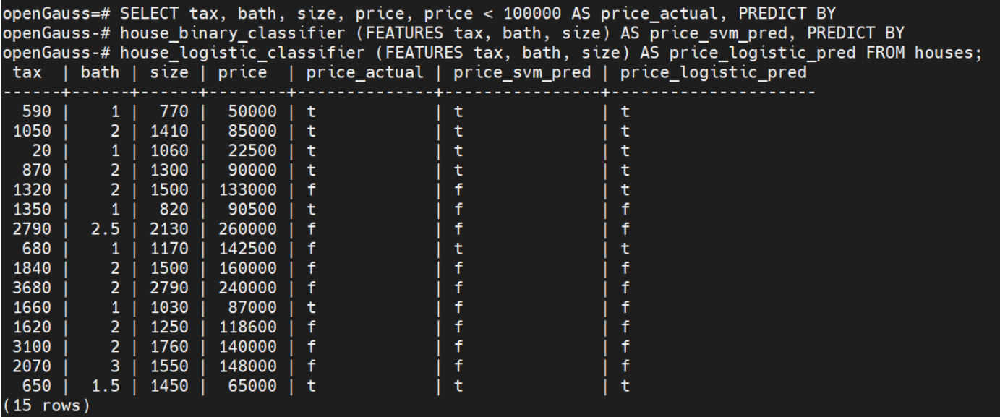 openGauss=# SELECT tax, bath, size, price, price < 100000 AS price_actual, PREDICT BY
openGauss-# house_binary_classifier (FEATURES tax, bath, size) AS price_svm_pred, PREDICT BY
openGauss-# house_logistic_classifier (FEATURES tax, bath, size) AS price_logistic_pred FROM houses;
 tax  | bath | size | price  | price_actual | price_svm_pred | price_logistic_pred
------+------+------+--------+--------------+----------------+---------------------
  590 |    1 |  770 |  50000 | t            | t              | t
 1050 |    2 | 1410 |  85000 | t            | t              | t
   20 |    1 | 1060 |  22500 | t            | t              | t
  870 |    2 | 1300 |  90000 | t            | t              | t
 1320 |    2 | 1500 | 133000 | f            | f              | t
 1350 |    1 |  820 |  90500 | t            | f              | f
 2790 |  2.5 | 2130 | 260000 | f            | f              | f
  680 |    1 | 1170 | 142500 | f            | t              | t
 1840 |    2 | 1500 | 160000 | f            | f              | f
 3680 |    2 | 2790 | 240000 | f            | f              | f
 1660 |    1 | 1030 |  87000 | t            | f              | f
 1620 |    2 | 1250 | 118600 | f            | f              | f
 3100 |    2 | 1760 | 140000 | f            | f              | f
 2070 |    3 | 1550 | 148000 | f            | f              | f
  650 |  1.5 | 1450 |  65000 | t            | t              | t
(15 rows)